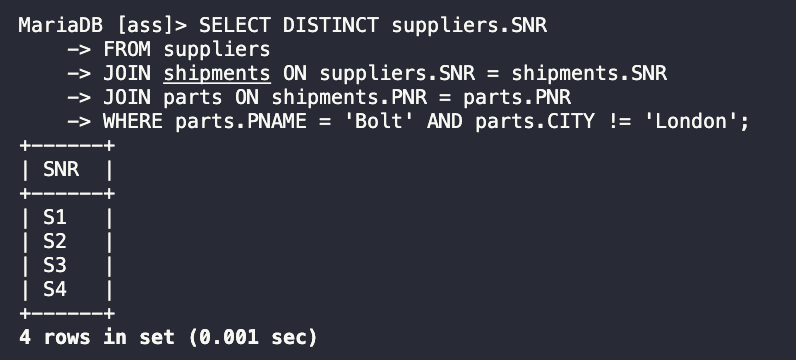 MariaDB [ass]> SELECT DISTINCT suppliers.SNR
    -> FROM suppliers
    -> JOIN shipments ON suppliers.SNR = shipments.SNR
    -> JOIN parts ON shipments.PNR = parts.PNR
    -> WHERE parts.PNAME = 'Bolt' AND parts.CITY != 'London';
+------+
| SNR  |
+------+
| S1   |
| S2   |
| S3   |
| S4   |
+------+
4 rows in set (0.001 sec)